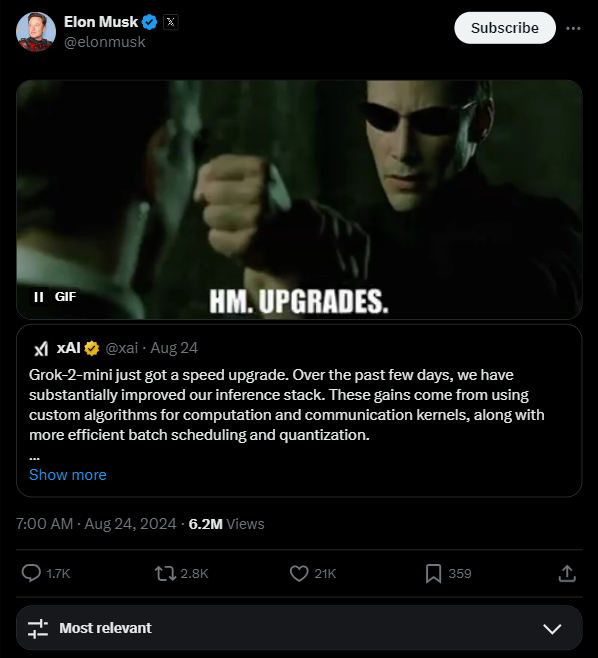 Elon Musk
@elonmusk
Subscribe
HM. UPGRADES.
GIF
xAI @xai · Aug 24
Grok-2-mini just got a speed upgrade. Over the past few days, we have
substantially improved our inference stack. These gains come from using
custom algorithms for computation and communication kernels, along with
more efficient batch scheduling and quantization.
...
Show more
7:00 AM · Aug 24, 2024 · 6.2M Views
1.7K 2.8K 21K 359
Most relevant